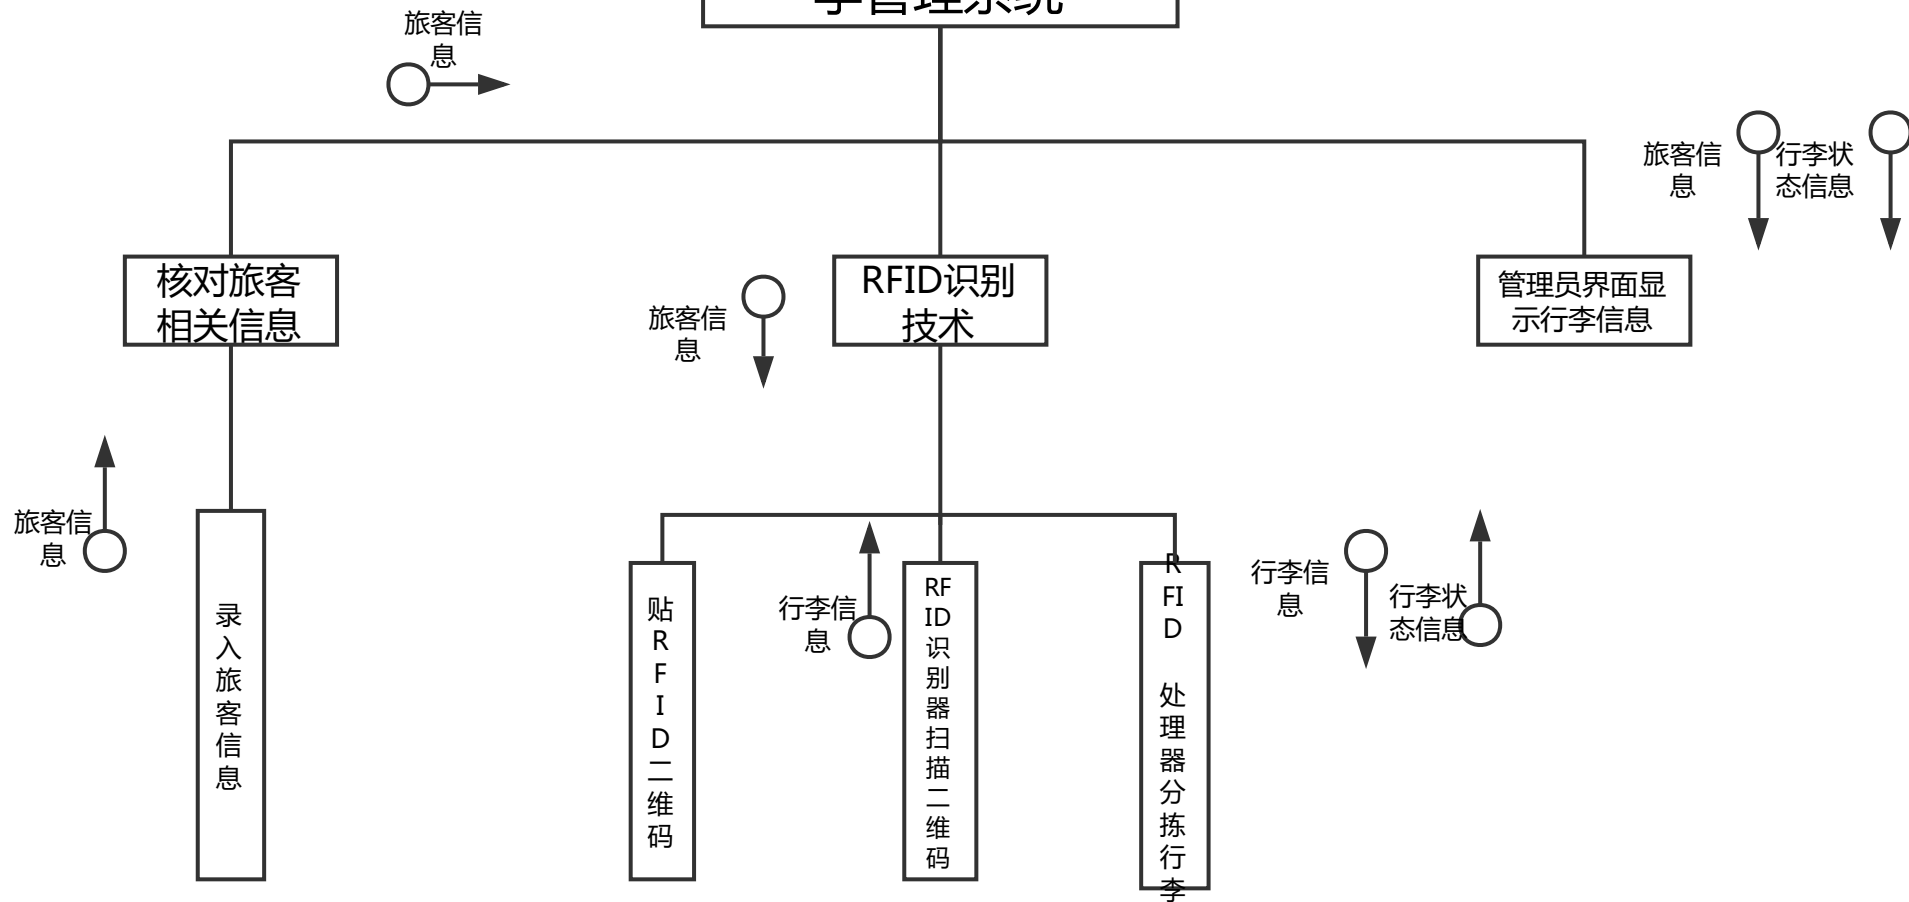 李管理系统
旅客信
息
旅客信
息
行李状
态信息
核对旅客
相关信息
旅客信
息
RFID识别
技术
管理员界面显
示行李信息
旅客信
息
录
入
旅
客
信
息
贴
R
F
I
D
二
维
码
行李信
息
RF
ID
识
别
器
扫
描
二
维
码
R
FI
D
处
理
器
分
拣
行
李
行李信
息
行李状
态信息